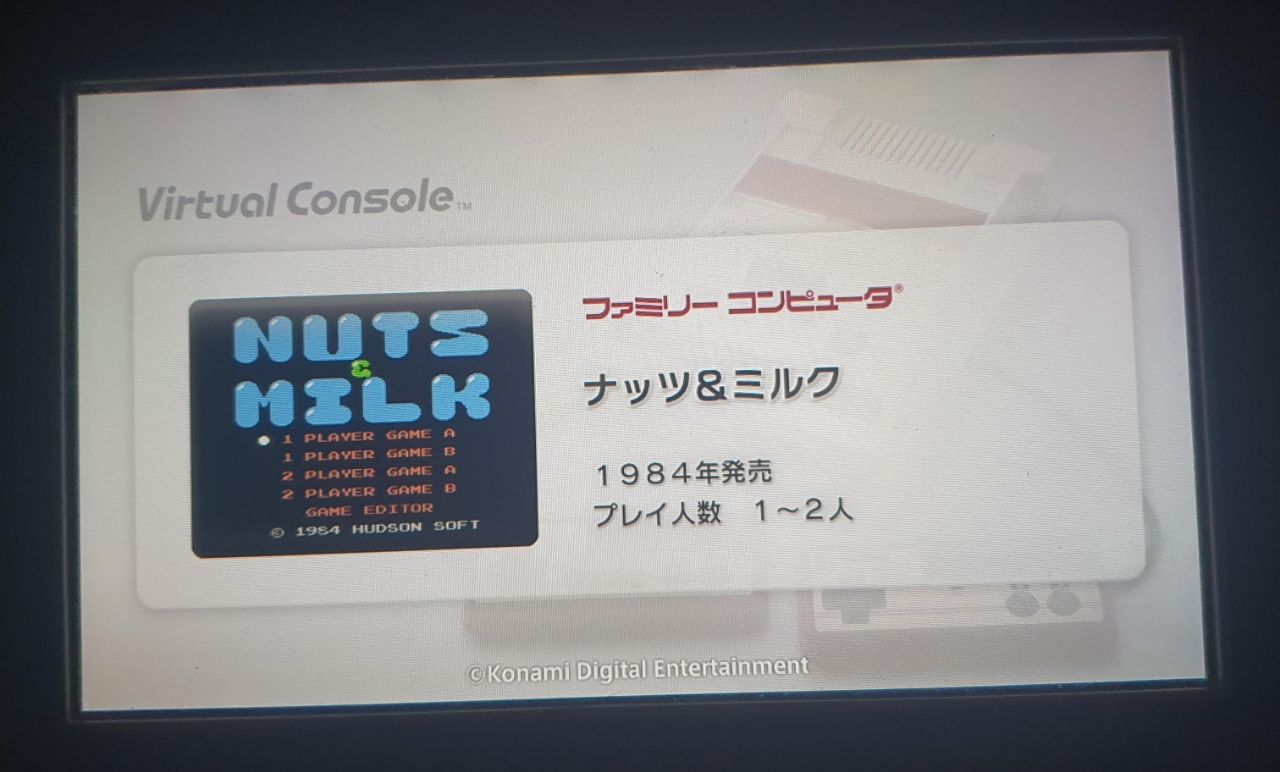 Virtual Console™
NUTS
&
MILK
1 PLAYER GAME A
1 PLAYER GAME B
2 PLAYER GAME A
2 PLAYER GAME B
GAME EDITOR
© 1984 HUDSON SOFT
ファミリー コンピュータ®
ナッツ&ミルク
1984年発売
プレイ人数　1～2人
©Konami Digital Entertainment